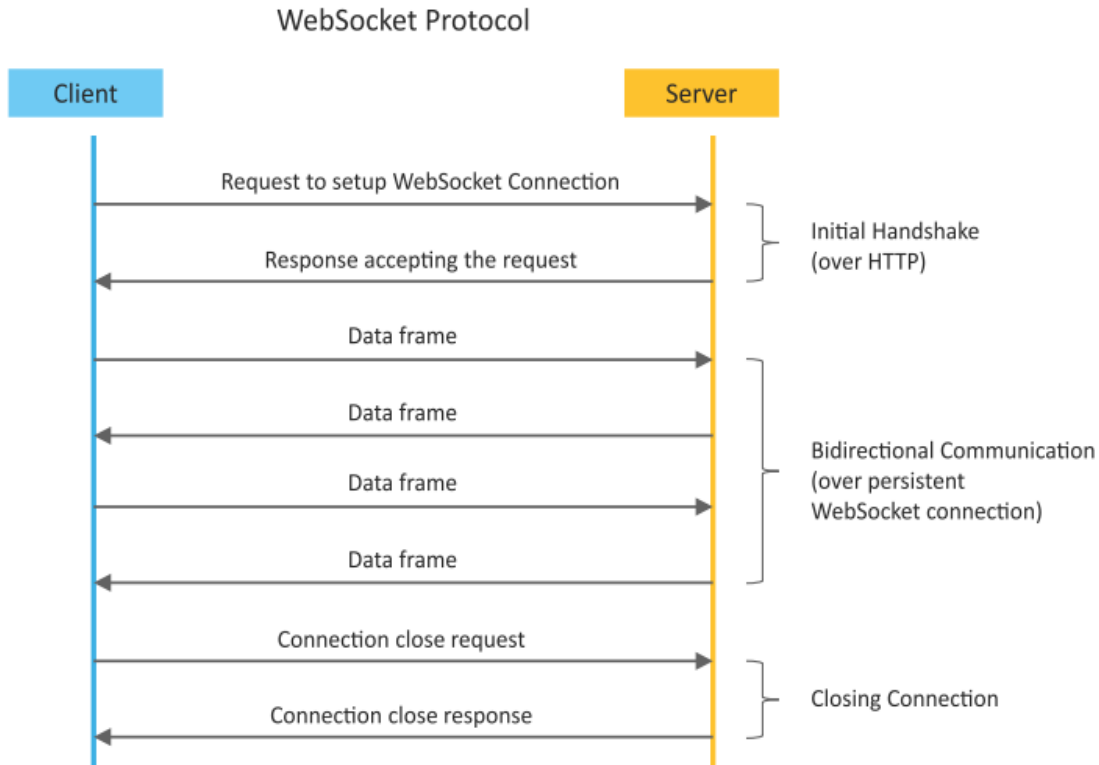 WebSocket Protocol
Client
Server
Request to setup WebSocket Connection
Initial Handshake
(over HTTP)
Response accepting the request
Data frame
Data frame
Bidirectional Communication
(over persistent
WebSocket connection)
Data frame
Data frame
Connection close request
Closing Connection
Connection close response